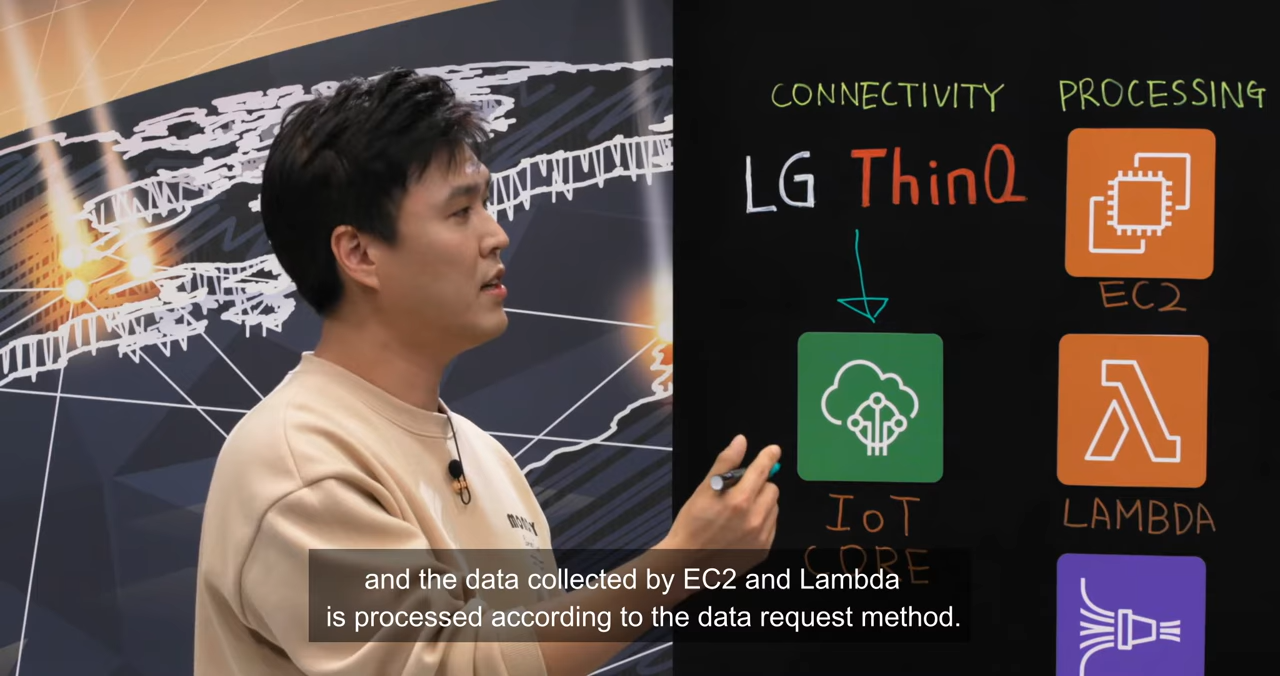 CONNECTIVITY
PROCESSING
LG ThinQ
EC2
IoT
CORE
LAMBDA
and the data collected by EC2 and Lambda
is processed according to the data request method.